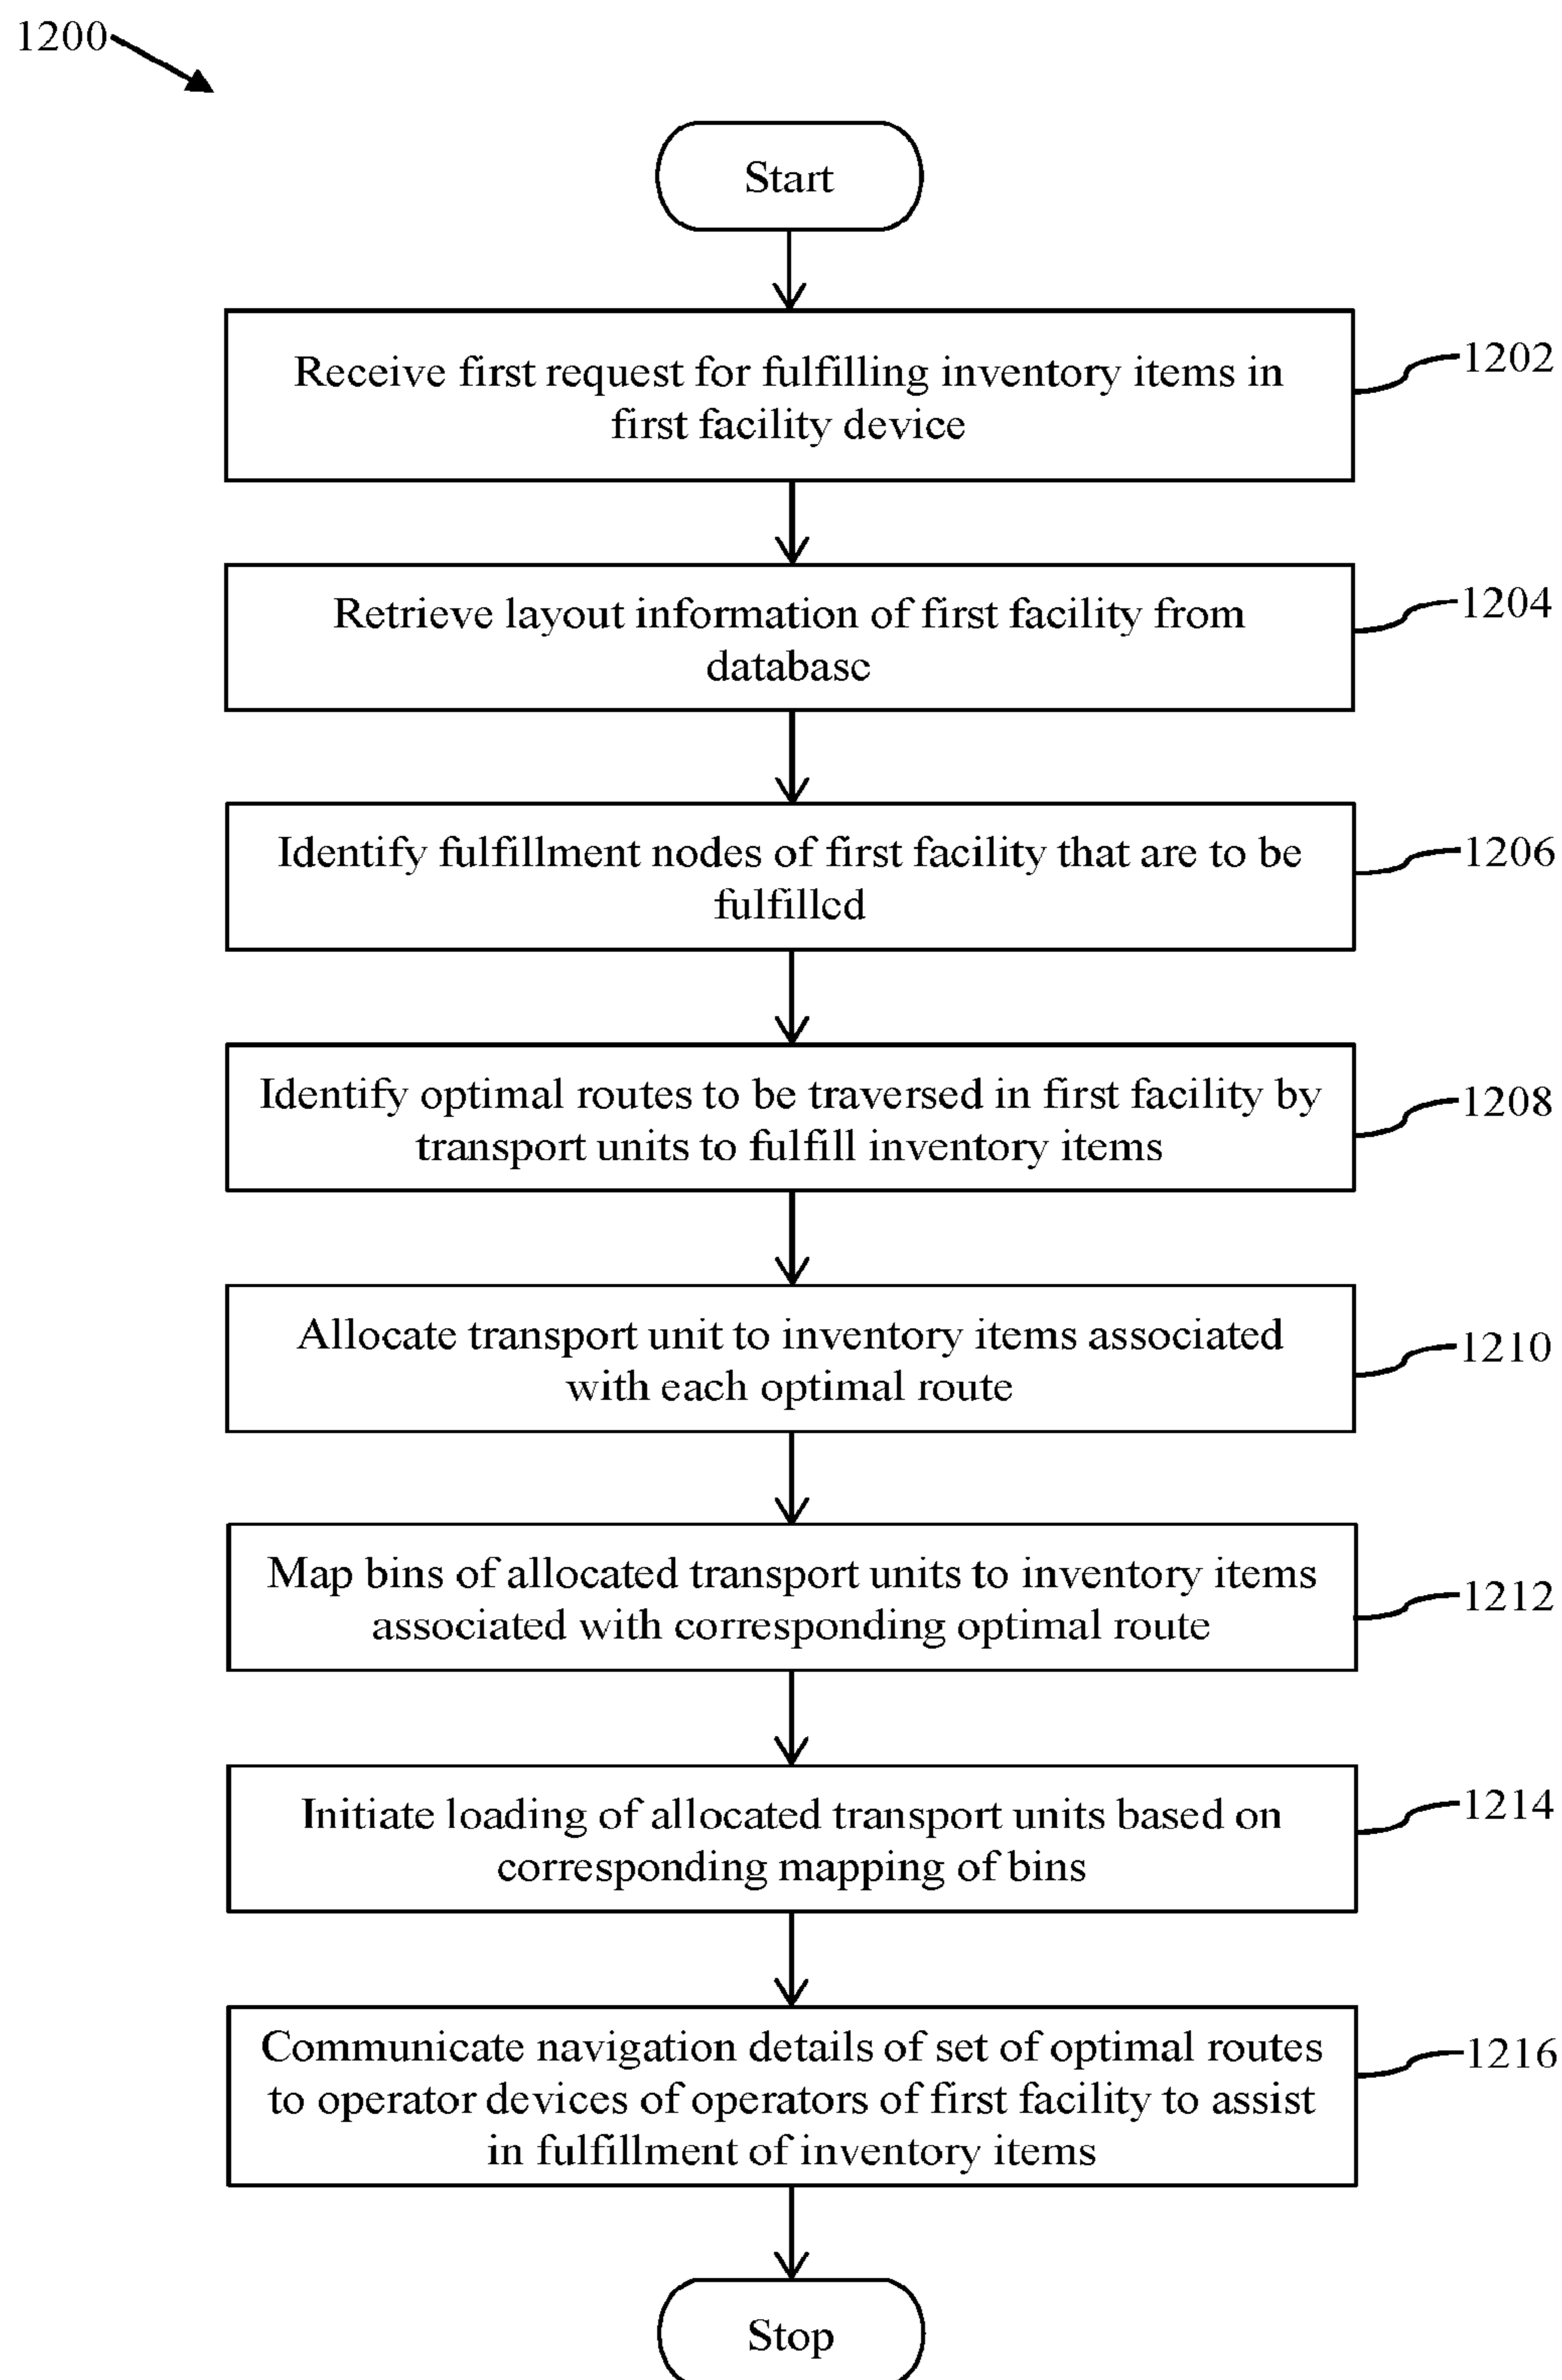 1200
Start
Receive first request for fulfilling inventory items in
first facility device
1202
Retrieve layout information of first facility from
database
1204
Identify fulfillment nodes of first facility that are to be
fulfilled
1206
Identify optimal routes to be traversed in first facility by
transport units to fulfill inventory items
1208
Allocate transport unit to inventory items associated
with each optimal route
1210
Map bins of allocated transport units to inventory items
associated with corresponding optimal route
1212
Initiate loading of allocated transport units based on
corresponding mapping of bins
1214
Communicate navigation details of set of optimal routes
to operator devices of operators of first facility to assist
in fulfillment of inventory items
1216
Stop